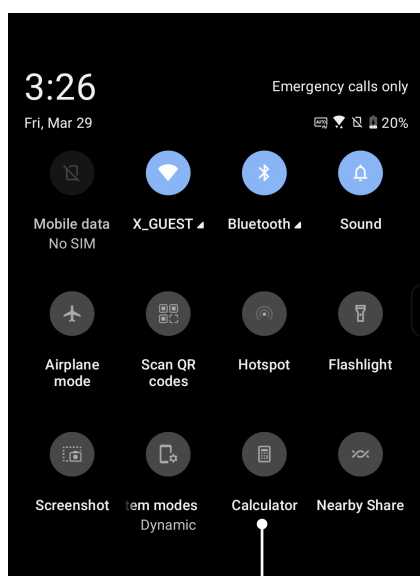 3:26
Emergency calls only
Fri, Mar 29
20%
Mobile data
No SIM
X_GUEST
Bluetooth
Sound
Airplane
mode
Scan QR
codes
Hotspot
Flashlight
Screenshot
tem modes
Dynamic
Calculator
Nearby Share